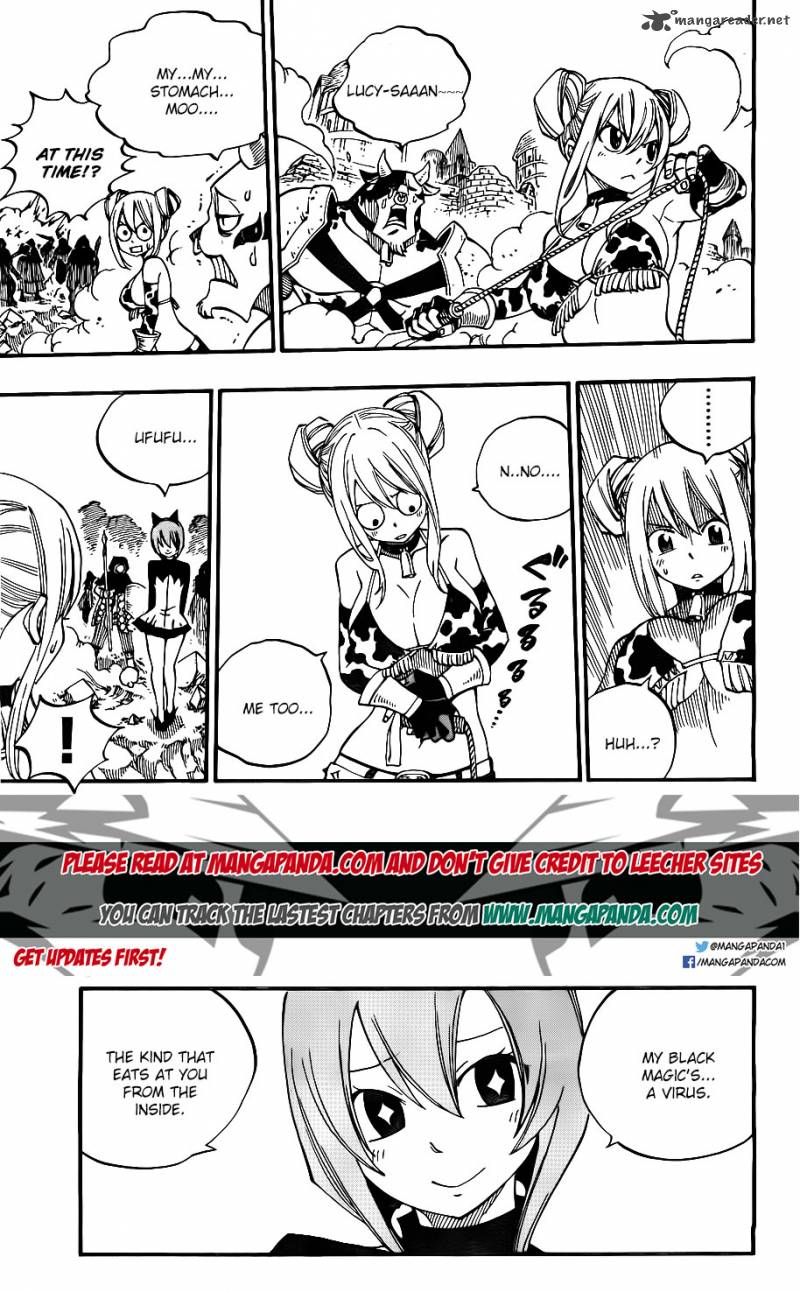 mangareader.net
LUCY-SAAAN~~~
MY...MY...
STOMACH...
MOO....
AT THIS
TIME!?
........
HUH...?
N..NO....
ぐるるるる...
ME TOO...
UFUFU...
!
PLEASE READ AT MANGAPANDA.COM AND DON'T GIVE CREDIT TO LEECHER SITES
YOU CAN TRACK THE LASTEST CHAPTERS FROM WWW.MANGAPANDA.COM
GET UPDATES FIRST!
@MANGAPANDA1
/MANGAPANDACOM
MY BLACK
MAGIC'S...
A VIRUS.
THE KIND THAT
EATS AT YOU
FROM THE
INSIDE.